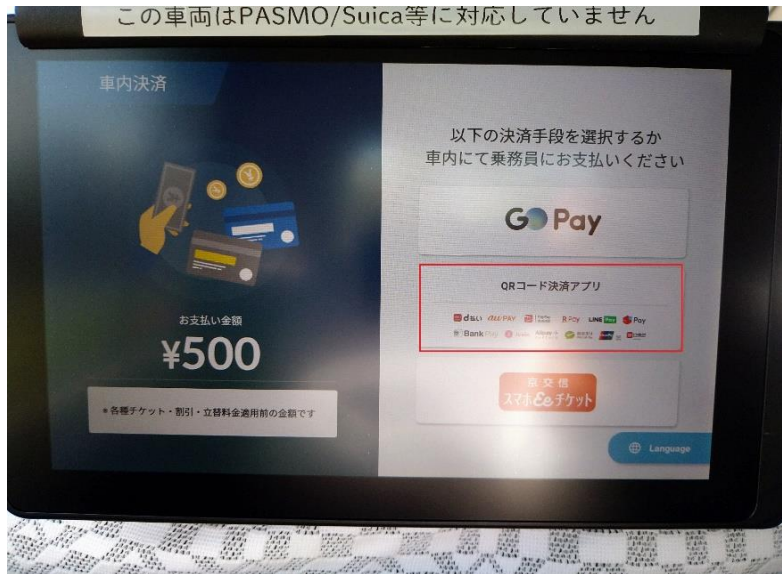 この車両はPASMO/Suica等に対応していません
車内決済
お支払い金額
¥500
* 各種チケット・割引・立替料金適用前の金額です
以下の決済手段を選択するか
車内にて乗務員にお支払いください
GO Pay
QRコード決済アプリ
d払い au PAY R Pay LINE Pay Pay
Bank Pay
京交信
スマホEeチケット
Language